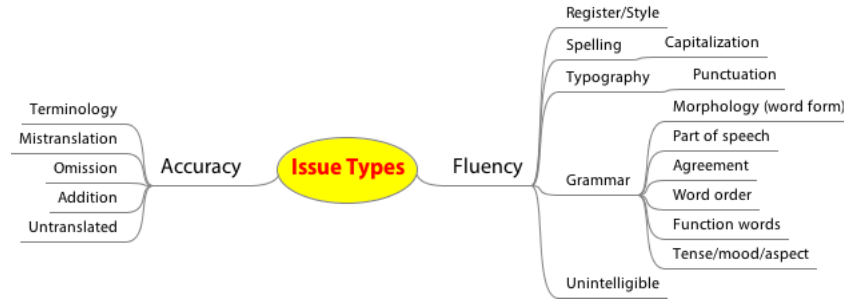 Issue Types
Accuracy
Terminology
Mistranslation
Omission
Addition
Untranslated
Fluency
Register/Style
Spelling
Capitalization
Typography
Punctuation
Grammar
Morphology (word form)
Part of speech
Agreement
Word order
Function words
Tense/mood/aspect
Unintelligible